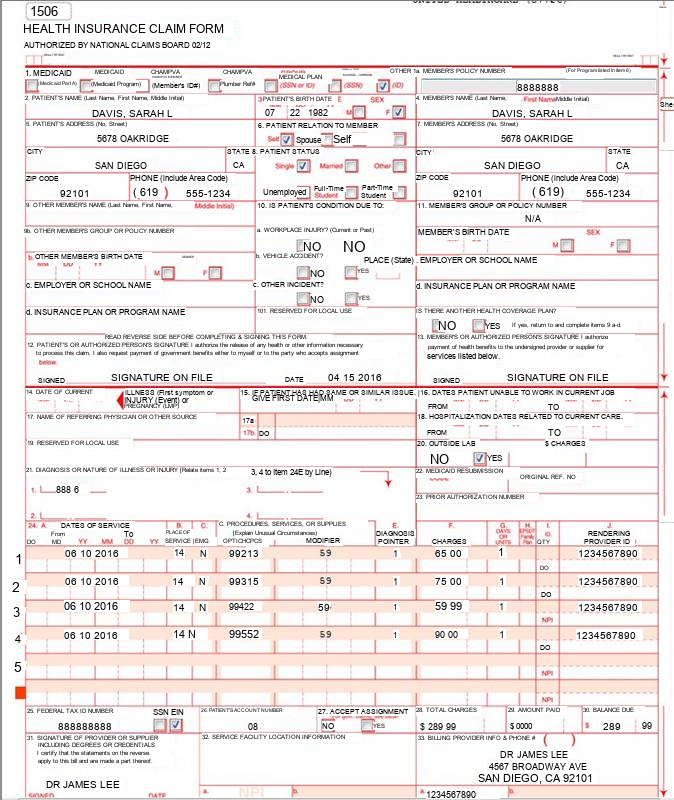 1506
HEALTH INSURANCE CLAIM FORM
AUTHORIZED BY NATIONAL CLAIMS BOARD 02/12
1. MEDICAID MEDICAID CHAMPVA CHAMPVA MEDICAL PLAN OTHER 1a. MEMBER'S POLICY NUMBER (For Program listed in item 6)
(Medicaid Part A) (Medicaid Program) (Member's ID#) Plumber Ref# (SSN or ID) (SSN) (ID)
8888888
2. PATIENT'S NAME (Last Name, First Name, Middle Initial) 3 PATIENT'S BIRTH DATE SEX 4. MEMBER'S NAME (Last Name, First Name Middle Initial)
She
DAVIS, SARAH L 07 22 1982 M F DAVIS, SARAH L
5. PATIENT'S ADDRESS (No, Street) 6. PATIENT RELATION TO MEMBER 7. MEMBER'S ADDRESS (No, Street)
5678 OAKRIDGE Self Spouse Self 5678 OAKRIDGE
CITY STATE 8. PATIENT STATUS CITY STATE
SAN DIEGO CA Single Married Other SAN DIEGO CA
ZIP CODE PHONE (Include Area Code) ZIP CODE PHONE (Include Area Code)
92101 (619) 555-1234 Unemployed Full-Time Student Part-Time Student 92101 (619) 555-1234
9. OTHER MEMBER'S NAME (Last Name, First Name, Middle Initial) 10. IS PATIENT'S CONDITION DUE TO: 11. MEMBER'S GROUP OR POLICY NUMBER
N/A
9b. OTHER MEMBER'S GROUP OR POLICY NUMBER a. WORKPLACE INJURY? (Current or Past) MEMBER'S BIRTH DATE SEX
NO NO M F
b. OTHER MEMBER'S BIRTH DATE b. VEHICLE ACCIDENT? PLACE (State) . EMPLOYER OR SCHOOL NAME
MM DD YY M F NO YES
c. EMPLOYER OR SCHOOL NAME c. OTHER INCIDENT? d. INSURANCE PLAN OR PROGRAM NAME
NO YES
d. INSURANCE PLAN OR PROGRAM NAME 101. RESERVED FOR LOCAL USE IS THERE ANOTHER HEALTH COVERAGE PLAN?
NO YES If yes, return to and complete items 9 a-d.
READ REVERSE SIDE BEFORE COMPLETING & SIGNING THIS FORM.
12. PATIENT'S OR AUTHORIZED PERSON'S SIGNATURE I authorize the release of any health or other information necessary
to process this claim. I also request payment of government benefits either to myself or to the party who accepts assignment
below.
13. MEMBER'S OR AUTHORIZED PERSON'S SIGNATURE I authorize
payment of health benefits to the undersigned provider or supplier for
services listed below.
SIGNED SIGNATURE ON FILE DATE 04 15 2016 SIGNED SIGNATURE ON FILE
14. DATE OF CURRENT ILLNESS (First symptom or INJURY (Event) or PREGNANCY (LMP) 15. IF PATIENT HAS HAD SAME OR SIMILAR ISSUE. GIVE FIRST DATE MM DD YY 16. DATES PATIENT UNABLE TO WORK IN CURRENT JOB
FROM TO
17. NAME OF REFERRING PHYSICIAN OR OTHER SOURCE 17a 18. HOSPITALIZATION DATES RELATED TO CURRENT CARE.
17b. DO FROM TO
19. RESERVED FOR LOCAL USE 20. OUTSIDE LAB $ CHARGES
NO YES
21. DIAGNOSIS OR NATURE OF ILLNESS OR INJURY (Relate items 1, 2 3, 4 to Item 24E by Line) 22. MEDICAID RESUBMISSION CODE ORIGINAL REF. NO
1. 888 6 3.
23. PRIOR AUTHORIZATION NUMBER
2. 4.
24. A. DATES OF SERVICE B. C. C. PROCEDURES, SERVICES, OR SUPPLIES E. F. G. H. I. J.
From To PLACE OF (Explain Unusual Circumstances) DIAGNOSIS DAYS OR EPSDT Family ID. RENDERING
DO MD YY MM DD YY SERVICE EMG OPTICHOPCS MODIFIER POINTER CHARGES UNITS Plan QTY PROVIDER ID
1 06 10 2016 14 N 99213 59 1 65 00 1 1234567890
DO
2 06 10 2016 14 N 99315 59 1 75 00 1 1234567890
DO
3 06 10 2016 14 N 99422 59 1 59 99 1 1234567890
NPI
4 06 10 2016 14 N 99552 59 1 90 00 1 1234567890
DO
5
NPI
NPI
25. FEDERAL TAX ID NUMBER SSN EIN 26. PATIENT'S ACCOUNT NUMBER 27. ACCEPT ASSIGNMENT 28. TOTAL CHARGES 29. AMOUNT PAID 30. BALANCE DUE
888888888 08 NO YES $ 289 99 $ 0000 $ 289 99
31. SIGNATURE OF PROVIDER OR SUPPLIER
INCLUDING DEGREES OR CREDENTIALS
I certify that the statements on the reverse.
apply to this bill and are made a part thereof.
32. SERVICE FACILITY LOCATION INFORMATION
33. BILLING PROVIDER INFO & PHONE # ( )
DR JAMES LEE
4567 BROADWAY AVE
SAN DIEGO, CA 92101
DR JAMES LEE
SIGNED DATE a. NPI b. a. 1234567890 b.